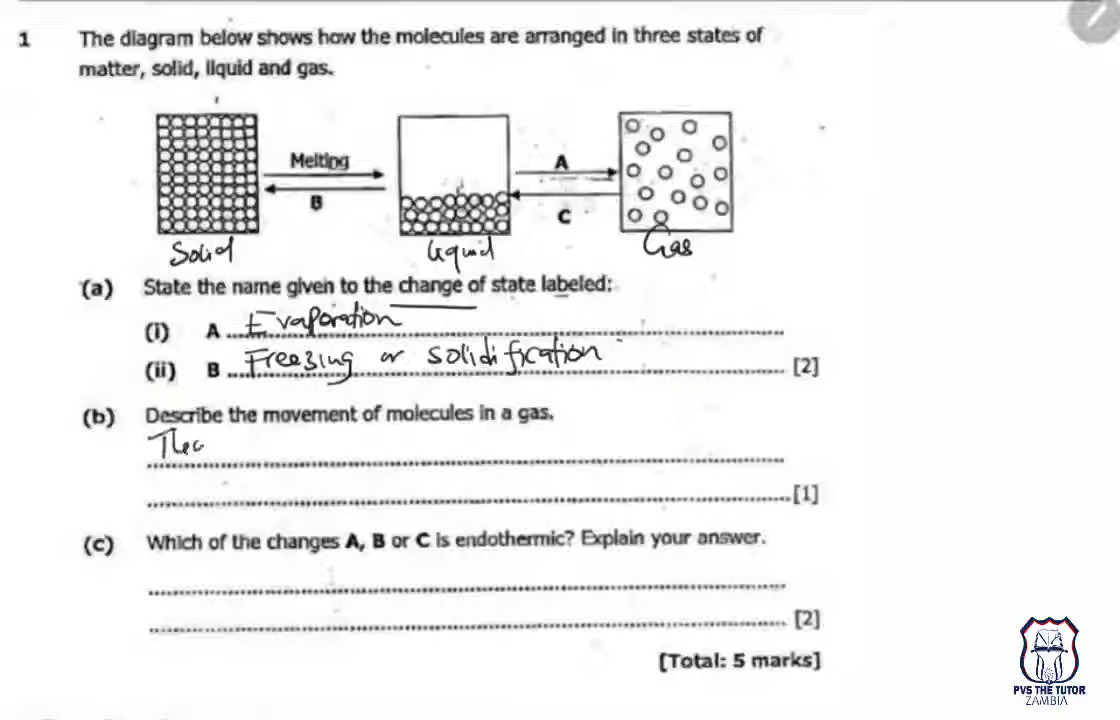 1 The diagram below shows how the molecules are arranged in three states of
matter, solid, liquid and gas.
Melting
B
A
C
Solid
Liquid
Gas
(a) State the name given to the change of state labeled:
(i) A Evaporation
(ii) B Freezing or solidification [2]
(b) Describe the movement of molecules in a gas.
The
[1]
(c) Which of the changes A, B or C is endothermic? Explain your answer.
[2]
[Total: 5 marks]
PVS THE TUTOR
ZAMBIA